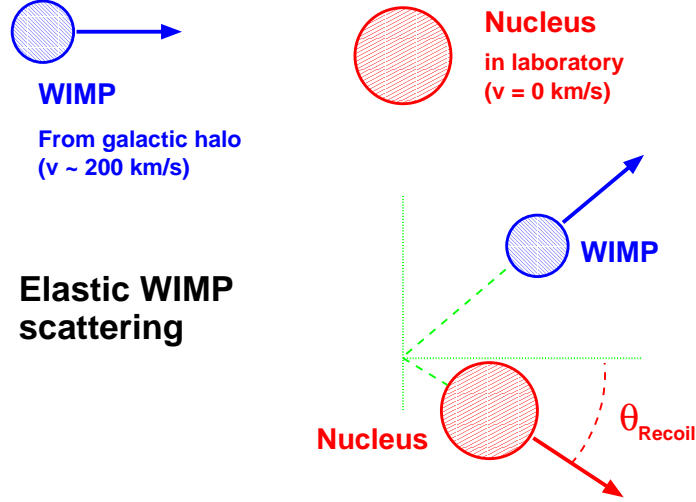 WIMP
From galactic halo
(v ~ 200 km/s)
Nucleus
in laboratory
(v = 0 km/s)
Elastic WIMP
scattering
WIMP
Nucleus
θRecoil